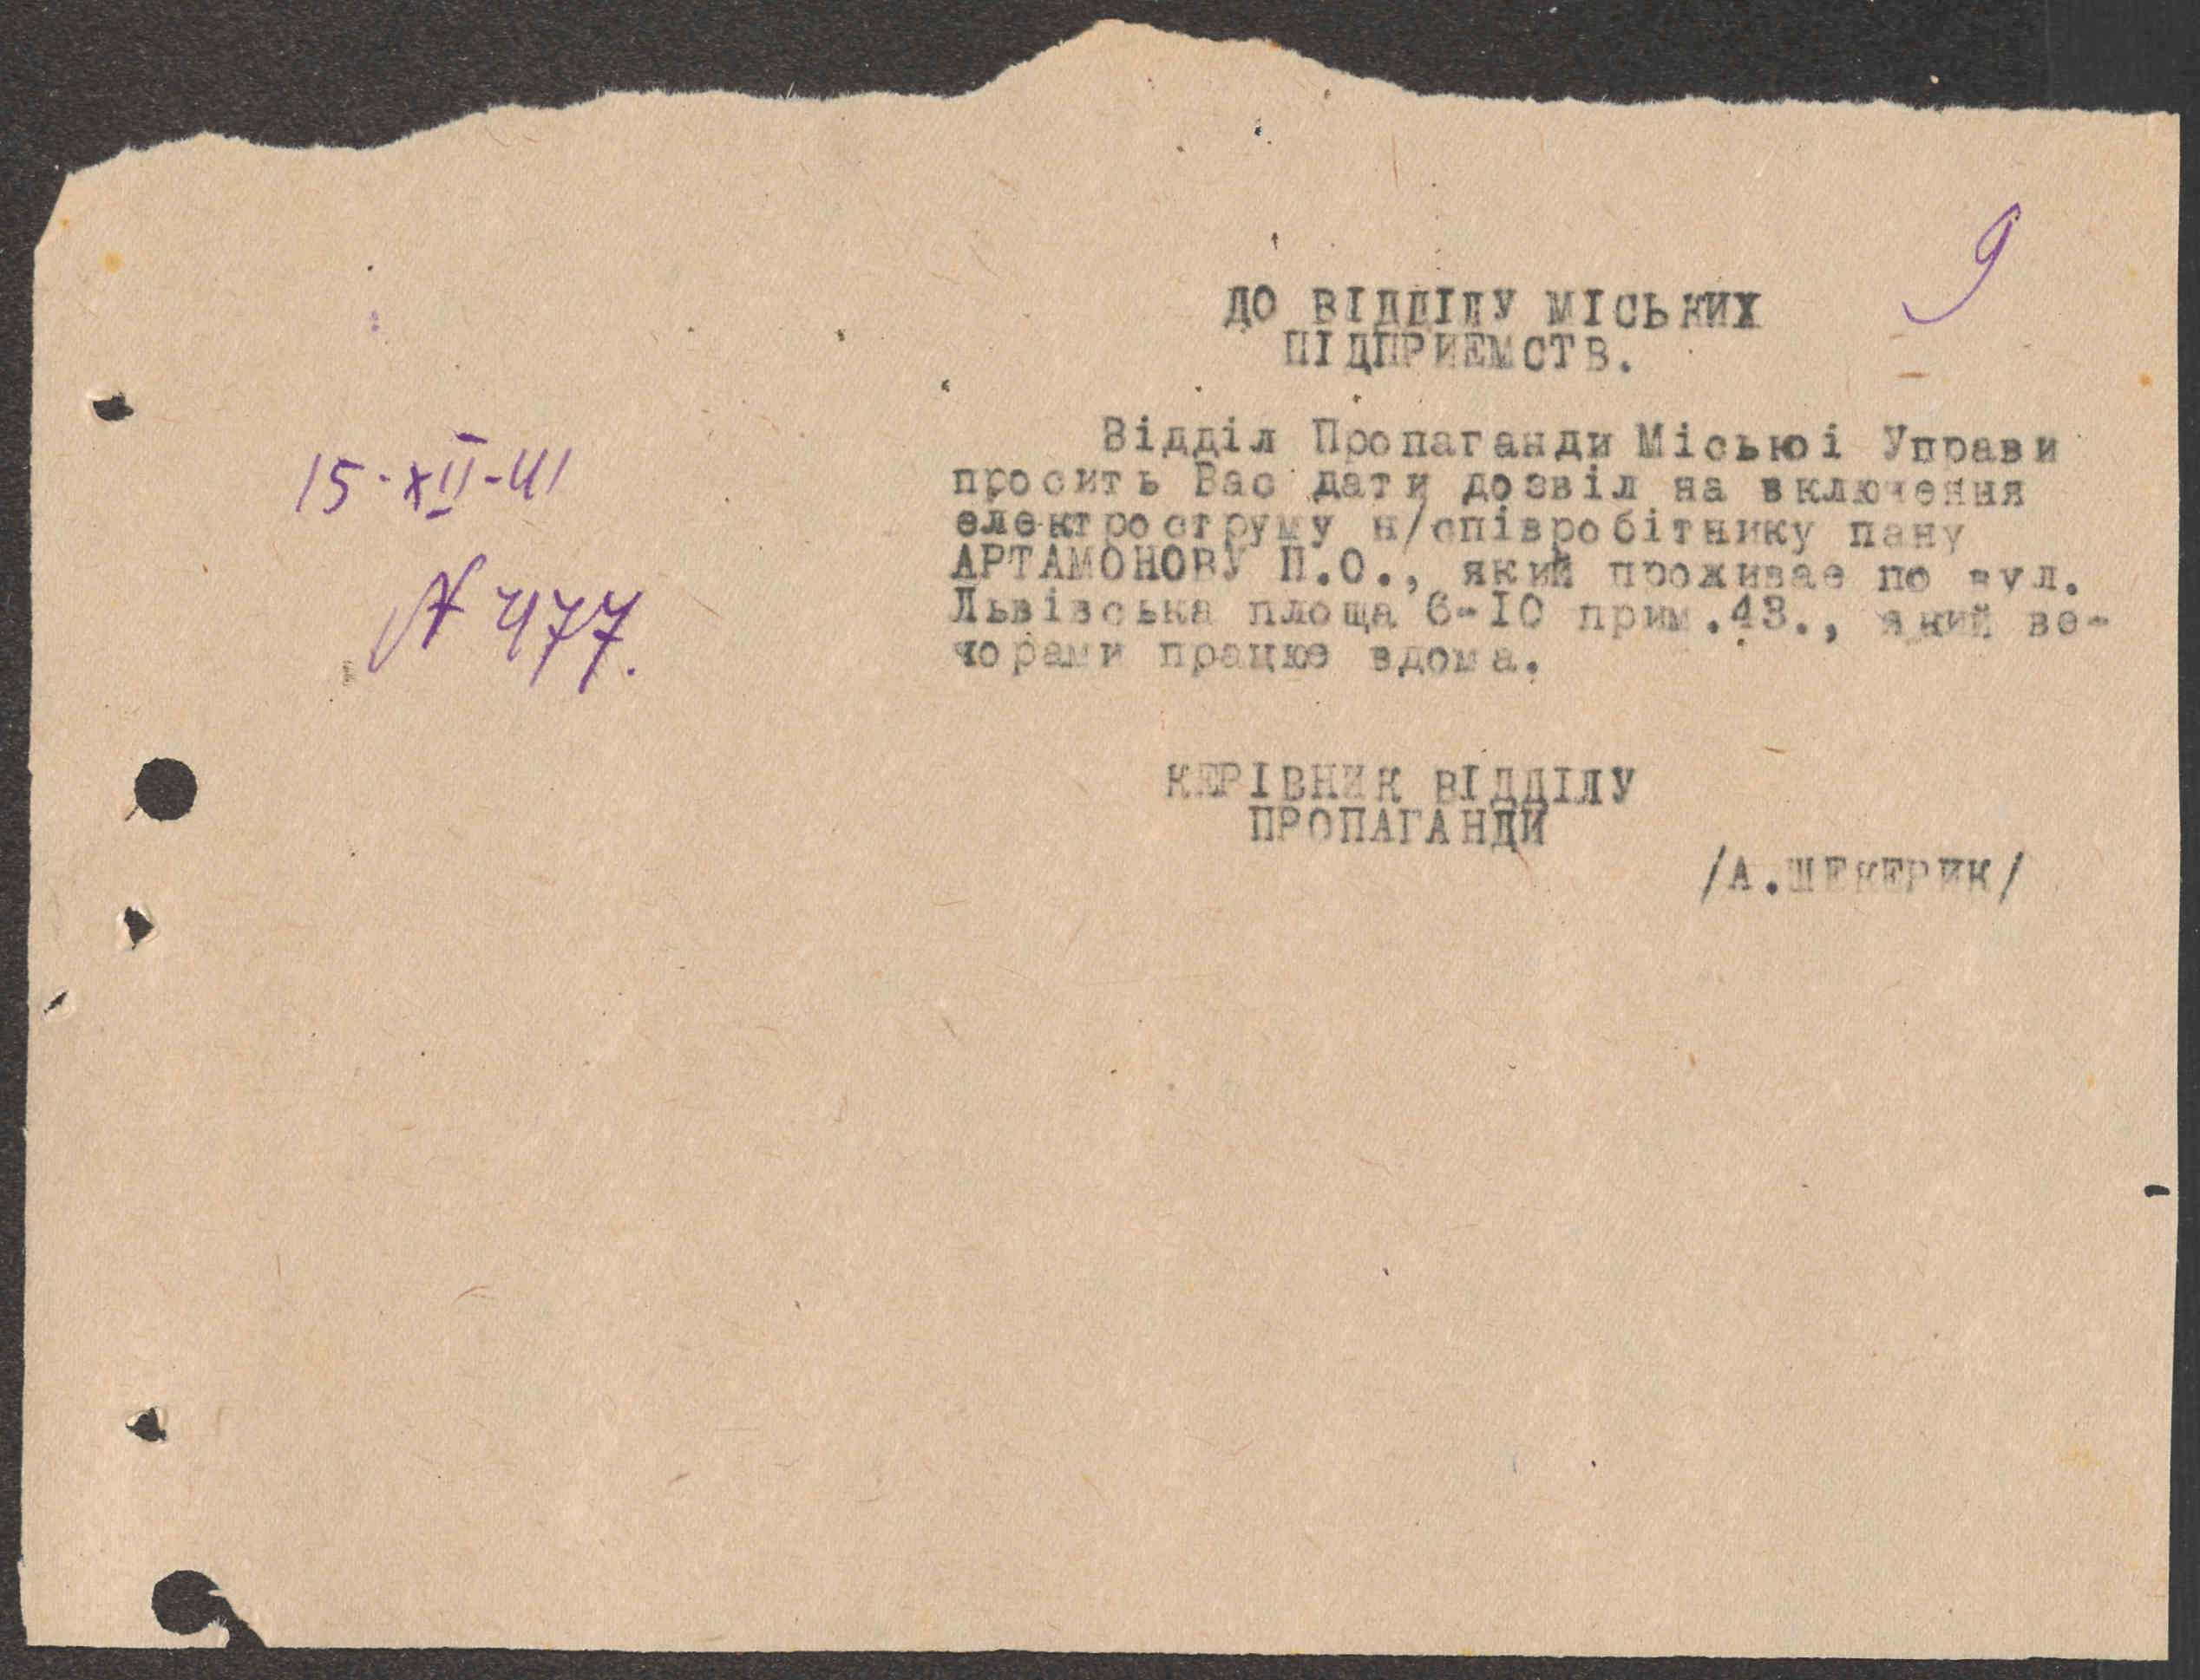 9
ДО ВІДДІЛУ МІСЬКИХ
ПІДПРИЄМСТВ.
15-XII-41
№ 477.
Відділ Пропаганди Міської Управи
просить Вас дати дозвіл на включення
електроструму н/співробітнику пану
АРТАМОНОВУ П.О., який проживає по вул.
Львівська площа 6-10 прим.43., який ве-
чорами працює вдома.
КЕРІВНИК ВІДДІЛУ
ПРОПАГАНДИ
/А.ШЕКЕРИК/